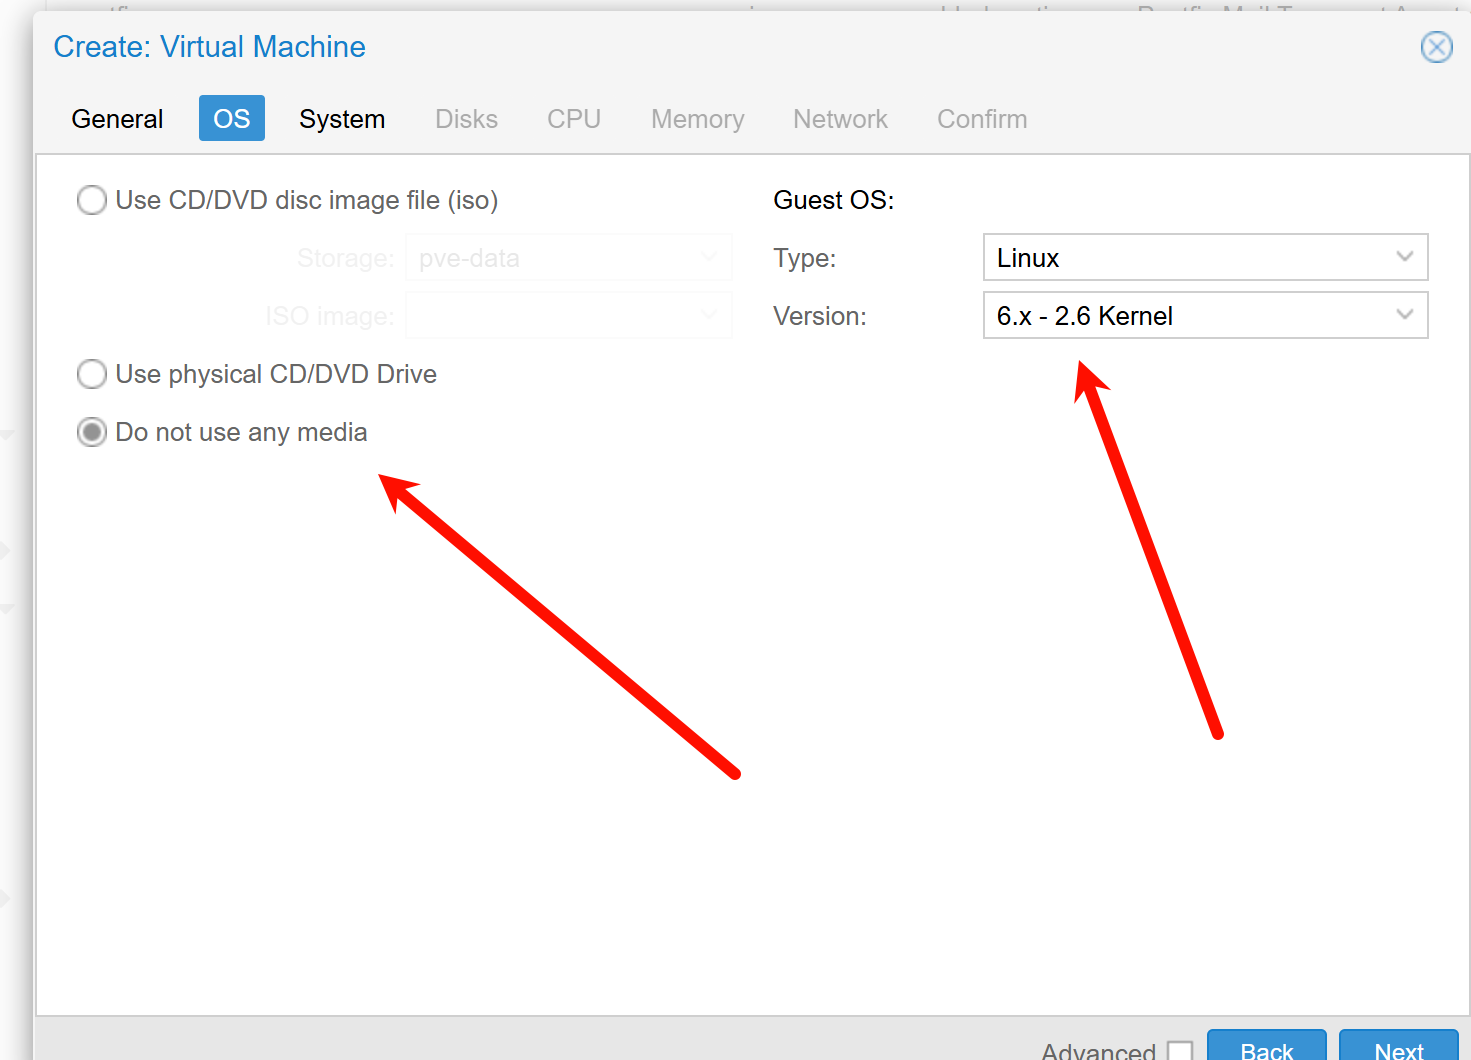 Create: Virtual Machine
General OS System Disks CPU Memory Network Confirm
Use CD/DVD disc image file (iso)
Storage: pve-data
ISO image:
Use physical CD/DVD Drive
Do not use any media
Guest OS:
Type: Linux
Version: 6.x - 2.6 Kernel
Advanced Back Next